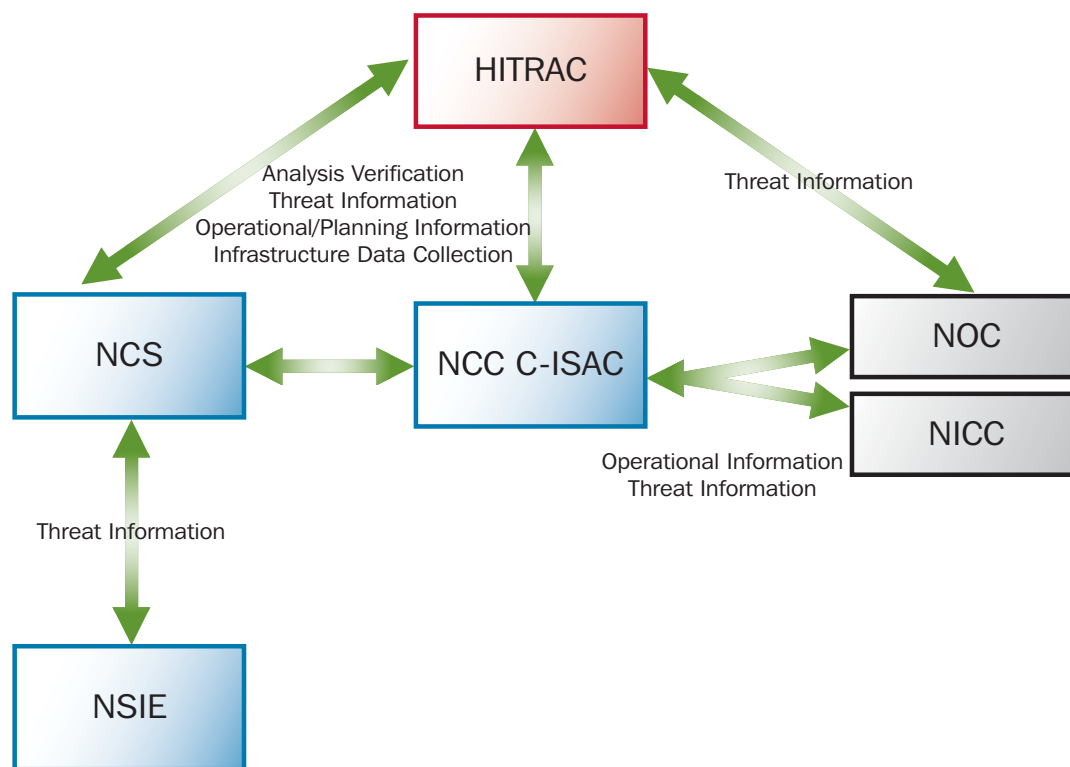 HITRAC
Analysis Verification
Threat Information
Operational/Planning Information
Infrastructure Data Collection
Threat Information
NCS
NCC C-ISAC
NOC
NICC
Operational Information
Threat Information
Threat Information
NSIE